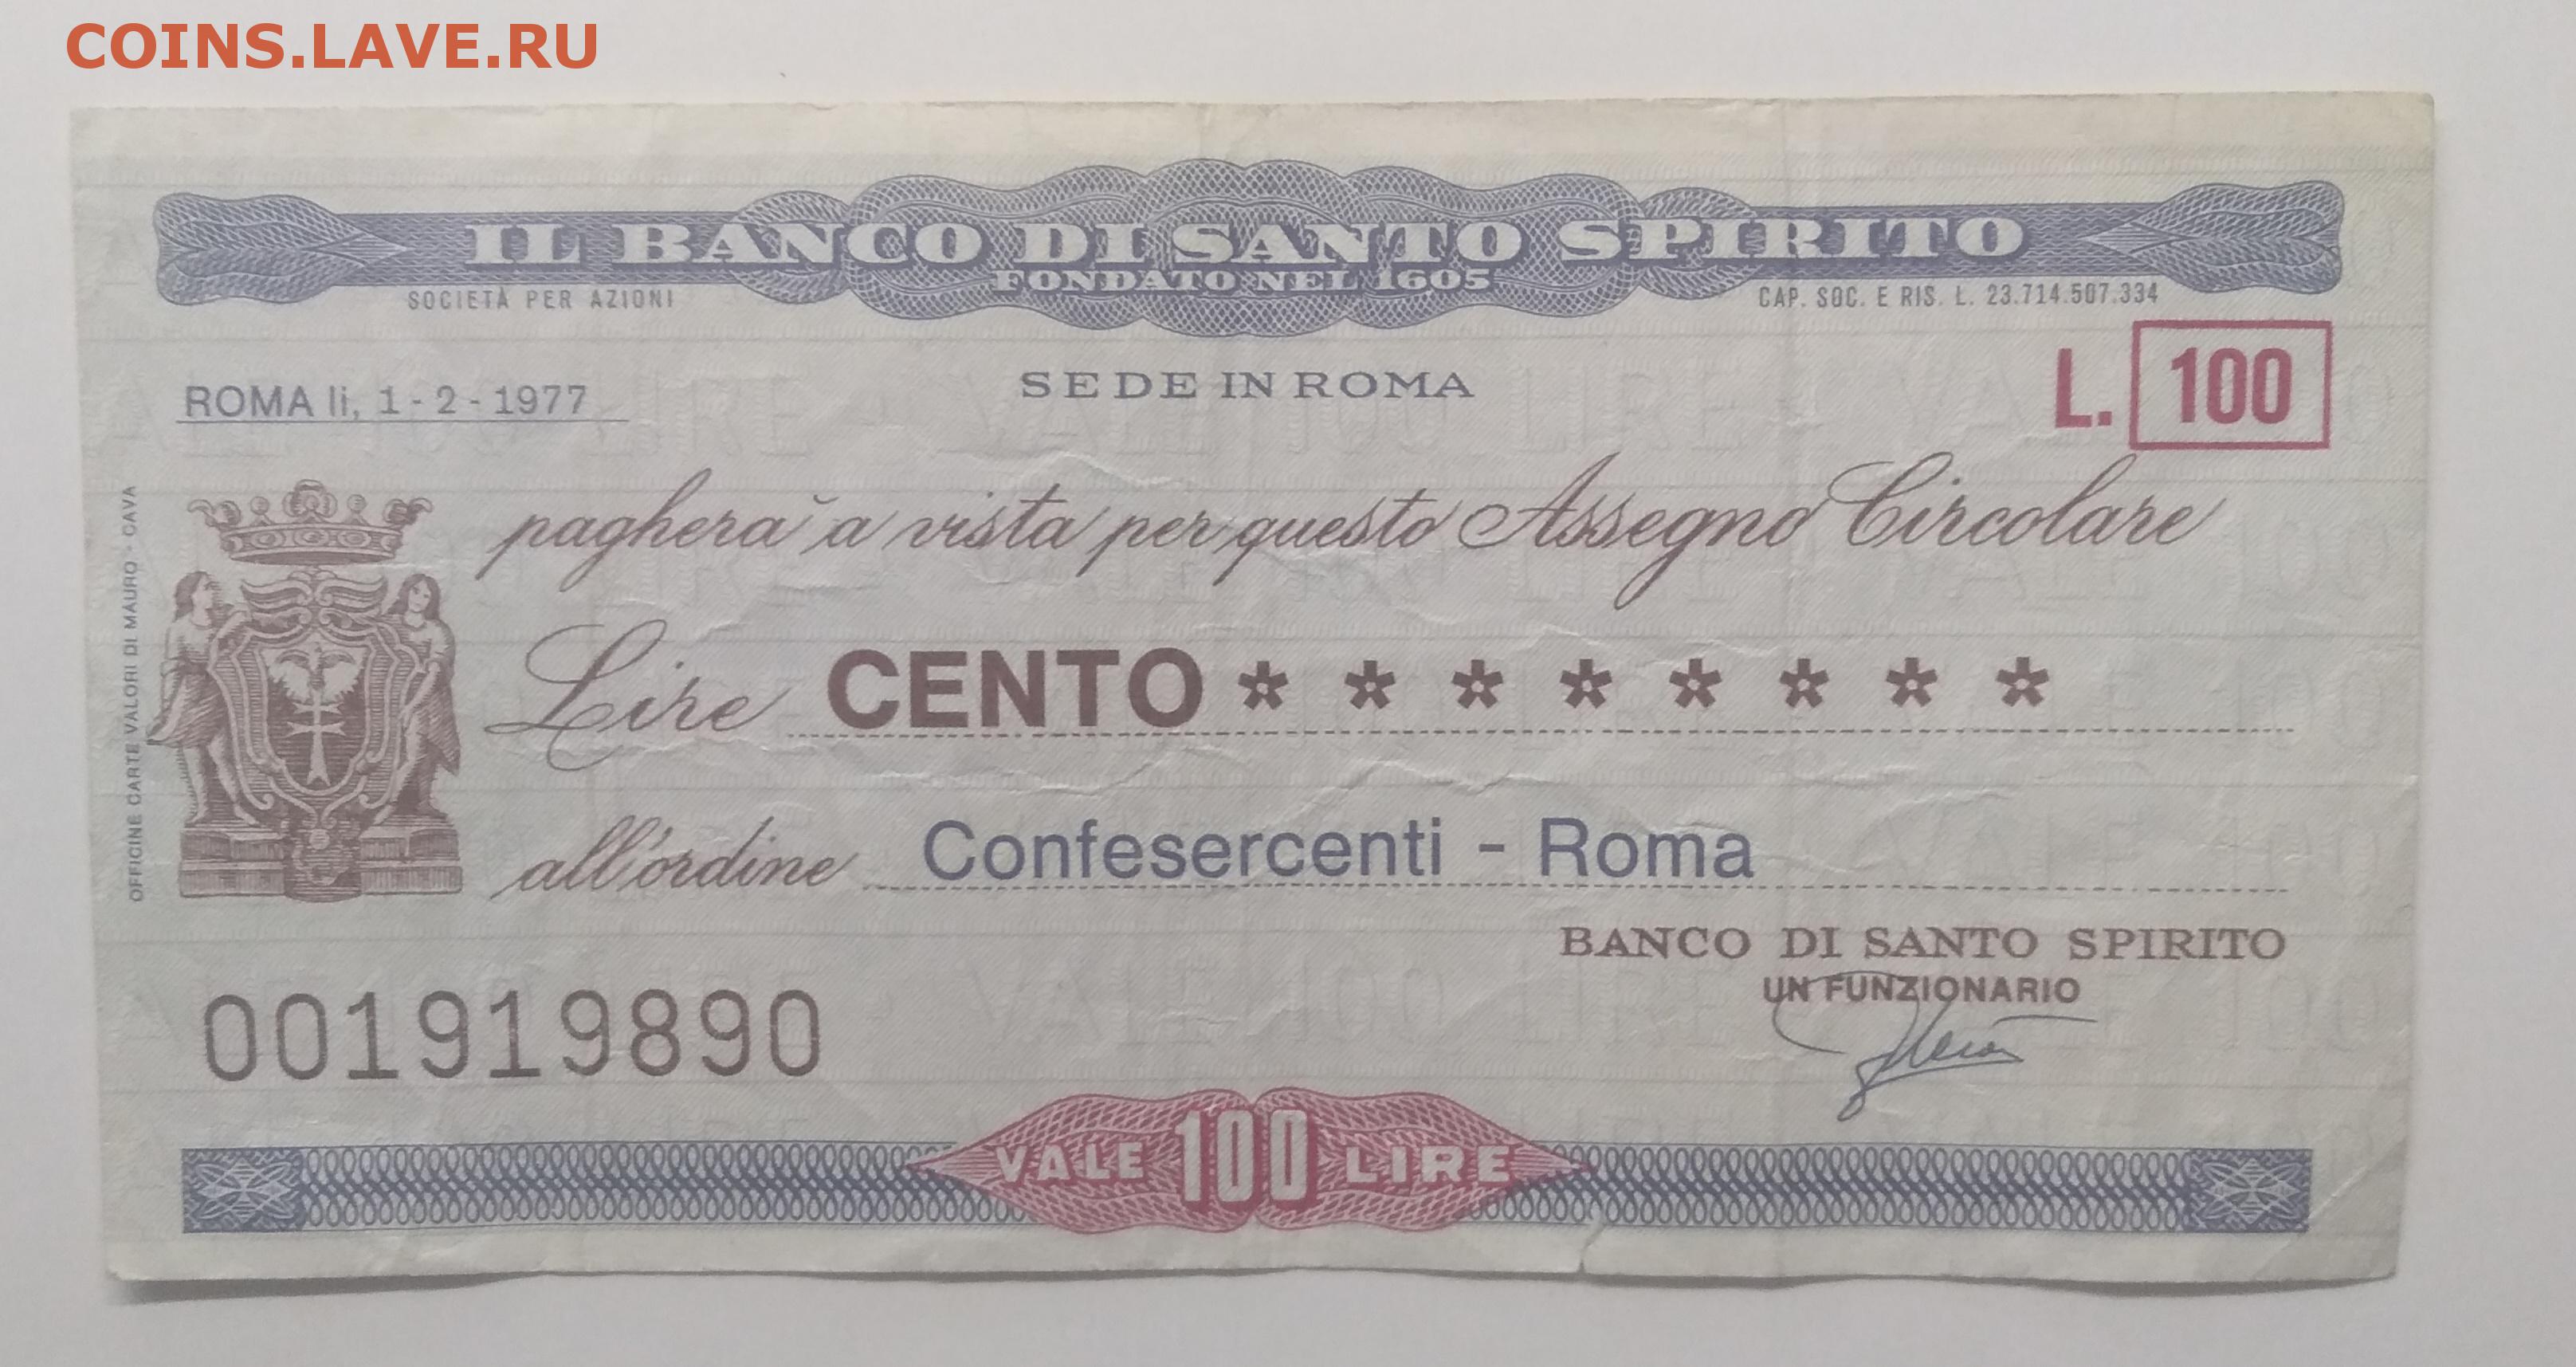 COINS.LAVE.RU
IL BANCO DI SANTO SPIRITO
FONDATO NEL 1605
SOCIETÀ PER AZIONI
CAP. SOC. E RIS. L. 23.714.507.334
ROMA li, 1 - 2 - 1977
SEDE IN ROMA
L. 100
pagherà a vista per questo Assegno Circolare
Lire CENTO * * * * * * * *
all'ordine Confesercenti - Roma
OFFICINE CARTE VALORI DI MAURO - CAVA
BANCO DI SANTO SPIRITO
UN FUNZIONARIO
001919890
VALE 100 LIRE